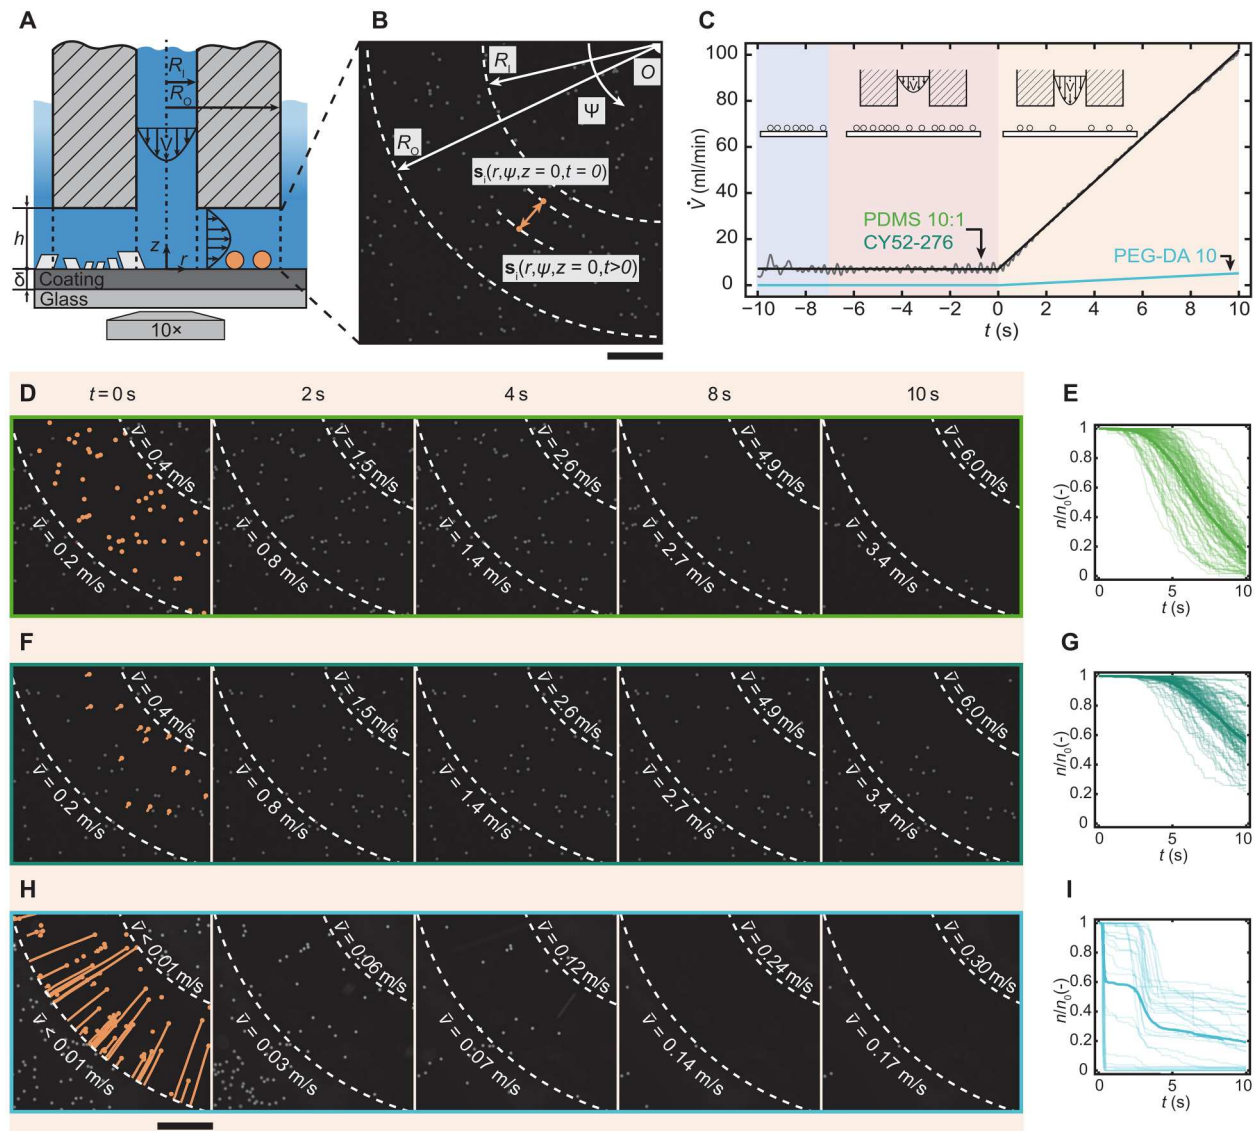 A
R_I
R_O
V̇
h
z
r
δ
Coating
Glass
10×
B
R_I
O
Ψ
R_O
s_i(r,ψ,z = 0,t = 0)
s_i(r,ψ,z = 0,t>0)
C
V̇ (ml/min)
100
80
60
40
20
0
V̇
V̇
PDMS 10:1
CY52-276
PEG-DA 10
−10 −8 −6 −4 −2 0 2 4 6 8 10
t (s)
D
t = 0 s 2 s 4 s 8 s 10 s
v̄ = 0.4 m/s
v̄ = 0.2 m/s
v̄ = 1.5 m/s
v̄ = 0.8 m/s
v̄ = 2.6 m/s
v̄ = 1.4 m/s
v̄ = 4.9 m/s
v̄ = 2.7 m/s
v̄ = 6.0 m/s
v̄ = 3.4 m/s
E
n/n₀(-)
1
0.8
0.6
0.4
0.2
0
0 5 10
t (s)
F
v̄ = 0.4 m/s
v̄ = 0.2 m/s
v̄ = 1.5 m/s
v̄ = 0.8 m/s
v̄ = 2.6 m/s
v̄ = 1.4 m/s
v̄ = 4.9 m/s
v̄ = 2.7 m/s
v̄ = 6.0 m/s
v̄ = 3.4 m/s
G
n/n₀(-)
1
0.8
0.6
0.4
0.2
0
0 5 10
t (s)
H
v̄ < 0.01 m/s
v̄ < 0.01 m/s
v̄ = 0.06 m/s
v̄ = 0.03 m/s
v̄ = 0.12 m/s
v̄ = 0.07 m/s
v̄ = 0.24 m/s
v̄ = 0.14 m/s
v̄ = 0.30 m/s
v̄ = 0.17 m/s
I
n/n₀(-)
1
0.8
0.6
0.4
0.2
0
0 5 10
t (s)